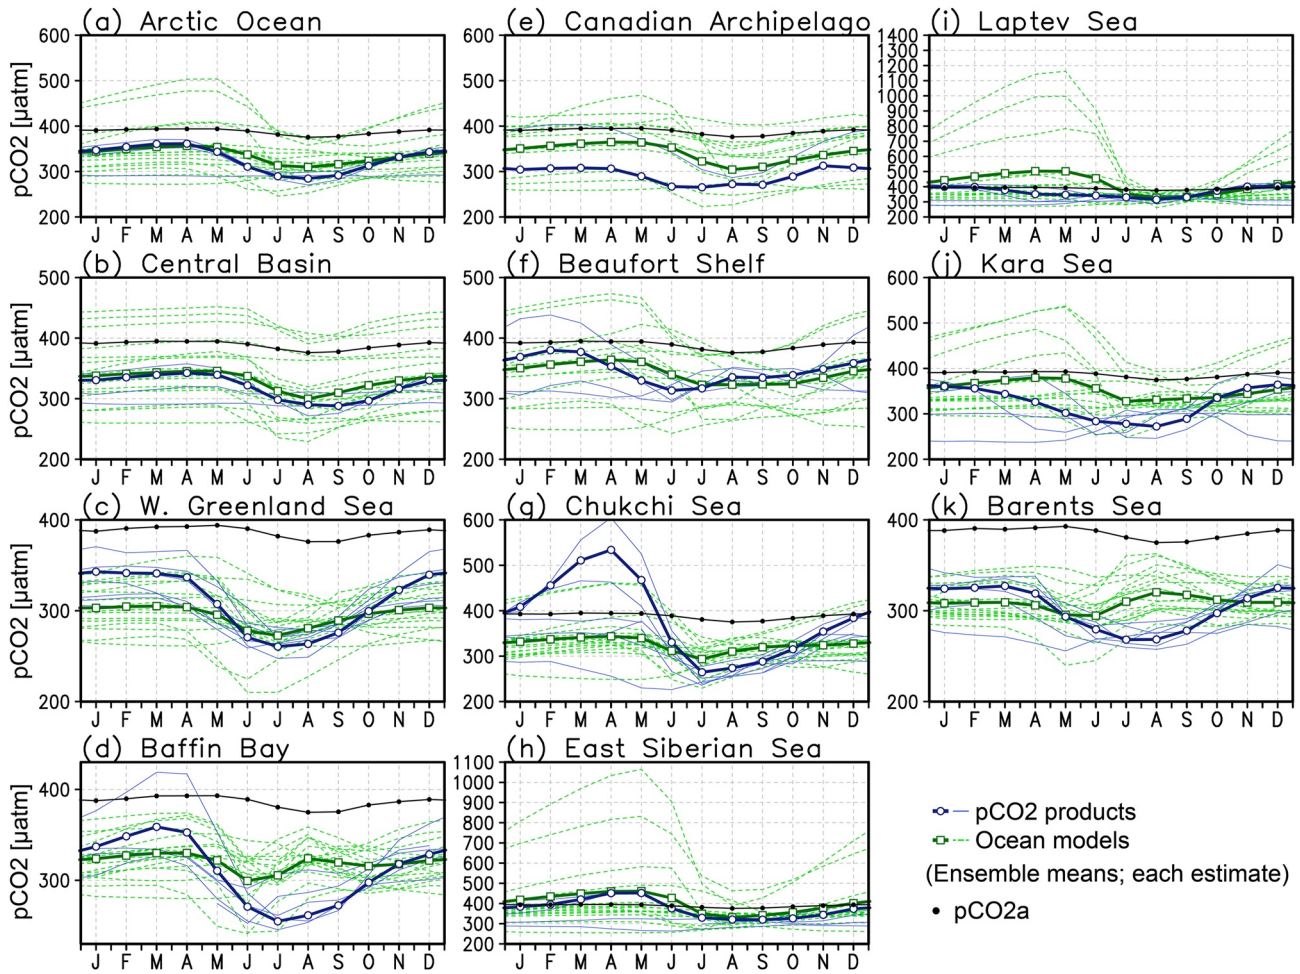 (a) Arctic Ocean
pCO2 [µatm]
600
500
400
300
200
J F M A M J J A S O N D
(e) Canadian Archipelago
600
500
400
300
200
J F M A M J J A S O N D
(i) Laptev Sea
1400
1300
1200
1100
1000
900
800
700
600
500
400
300
200
J F M A M J J A S O N D
(b) Central Basin
pCO2 [µatm]
500
400
300
200
J F M A M J J A S O N D
(f) Beaufort Shelf
500
400
300
200
J F M A M J J A S O N D
(j) Kara Sea
600
500
400
300
200
J F M A M J J A S O N D
(c) W. Greenland Sea
pCO2 [µatm]
400
300
200
J F M A M J J A S O N D
(g) Chukchi Sea
600
500
400
300
200
J F M A M J J A S O N D
(k) Barents Sea
400
300
200
J F M A M J J A S O N D
(d) Baffin Bay
pCO2 [µatm]
400
300
J F M A M J J A S O N D
(h) East Siberian Sea
1100
1000
900
800
700
600
500
400
300
200
J F M A M J J A S O N D
pCO2 products
Ocean models
(Ensemble means; each estimate)
pCO2a